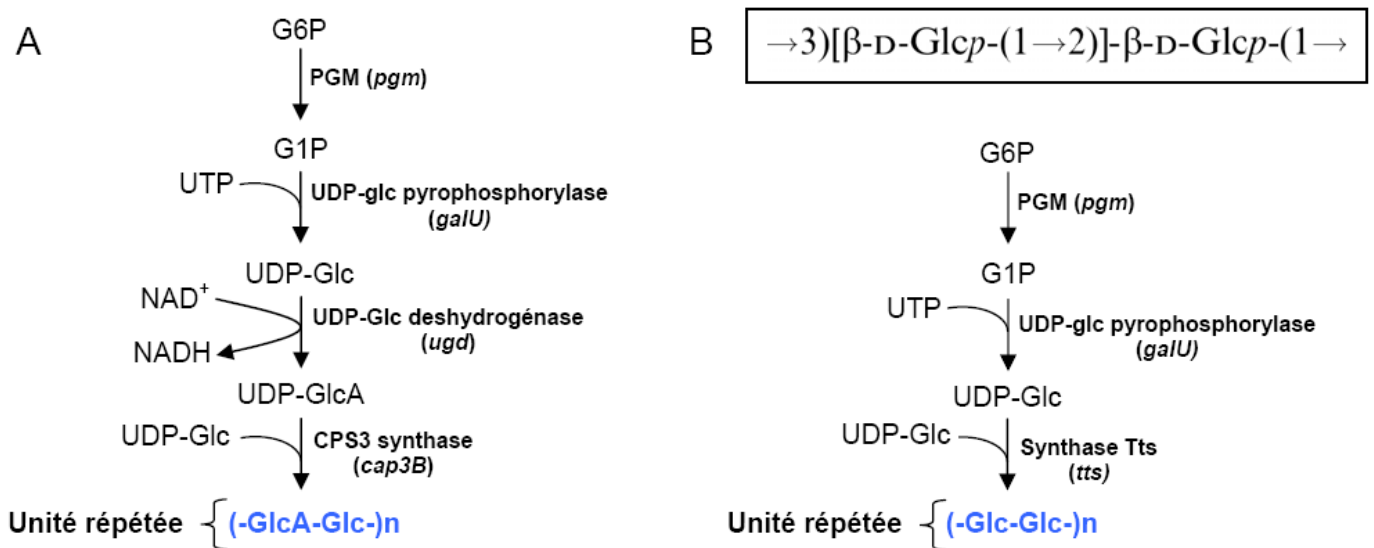 A
G6P
PGM (pgm)
G1P
UTP
UDP-glc pyrophosphorylase
(galU)
UDP-Glc
NAD+
UDP-Glc deshydrogénase
(ugd)
NADH
UDP-GlcA
UDP-Glc
CPS3 synthase
(cap3B)
Unité répétée
(-GlcA-Glc-)n
B
→3)[β-D-Glcp-(1→2)]-β-D-Glcp-(1→
G6P
PGM (pgm)
G1P
UTP
UDP-glc pyrophosphorylase
(galU)
UDP-Glc
UDP-Glc
Synthase Tts
(tts)
Unité répétée
(-Glc-Glc-)n